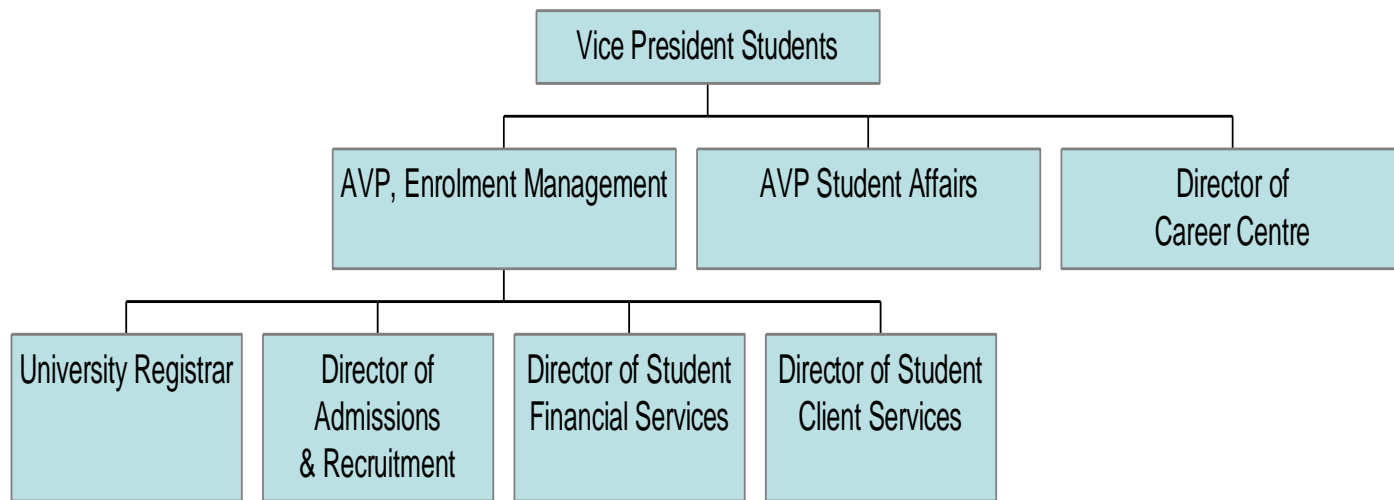 Vice President Students
AVP, Enrolment Management
AVP Student Affairs
Director of
Career Centre
University Registrar
Director of
Admissions
& Recruitment
Director of Student
Financial Services
Director of Student
Client Services